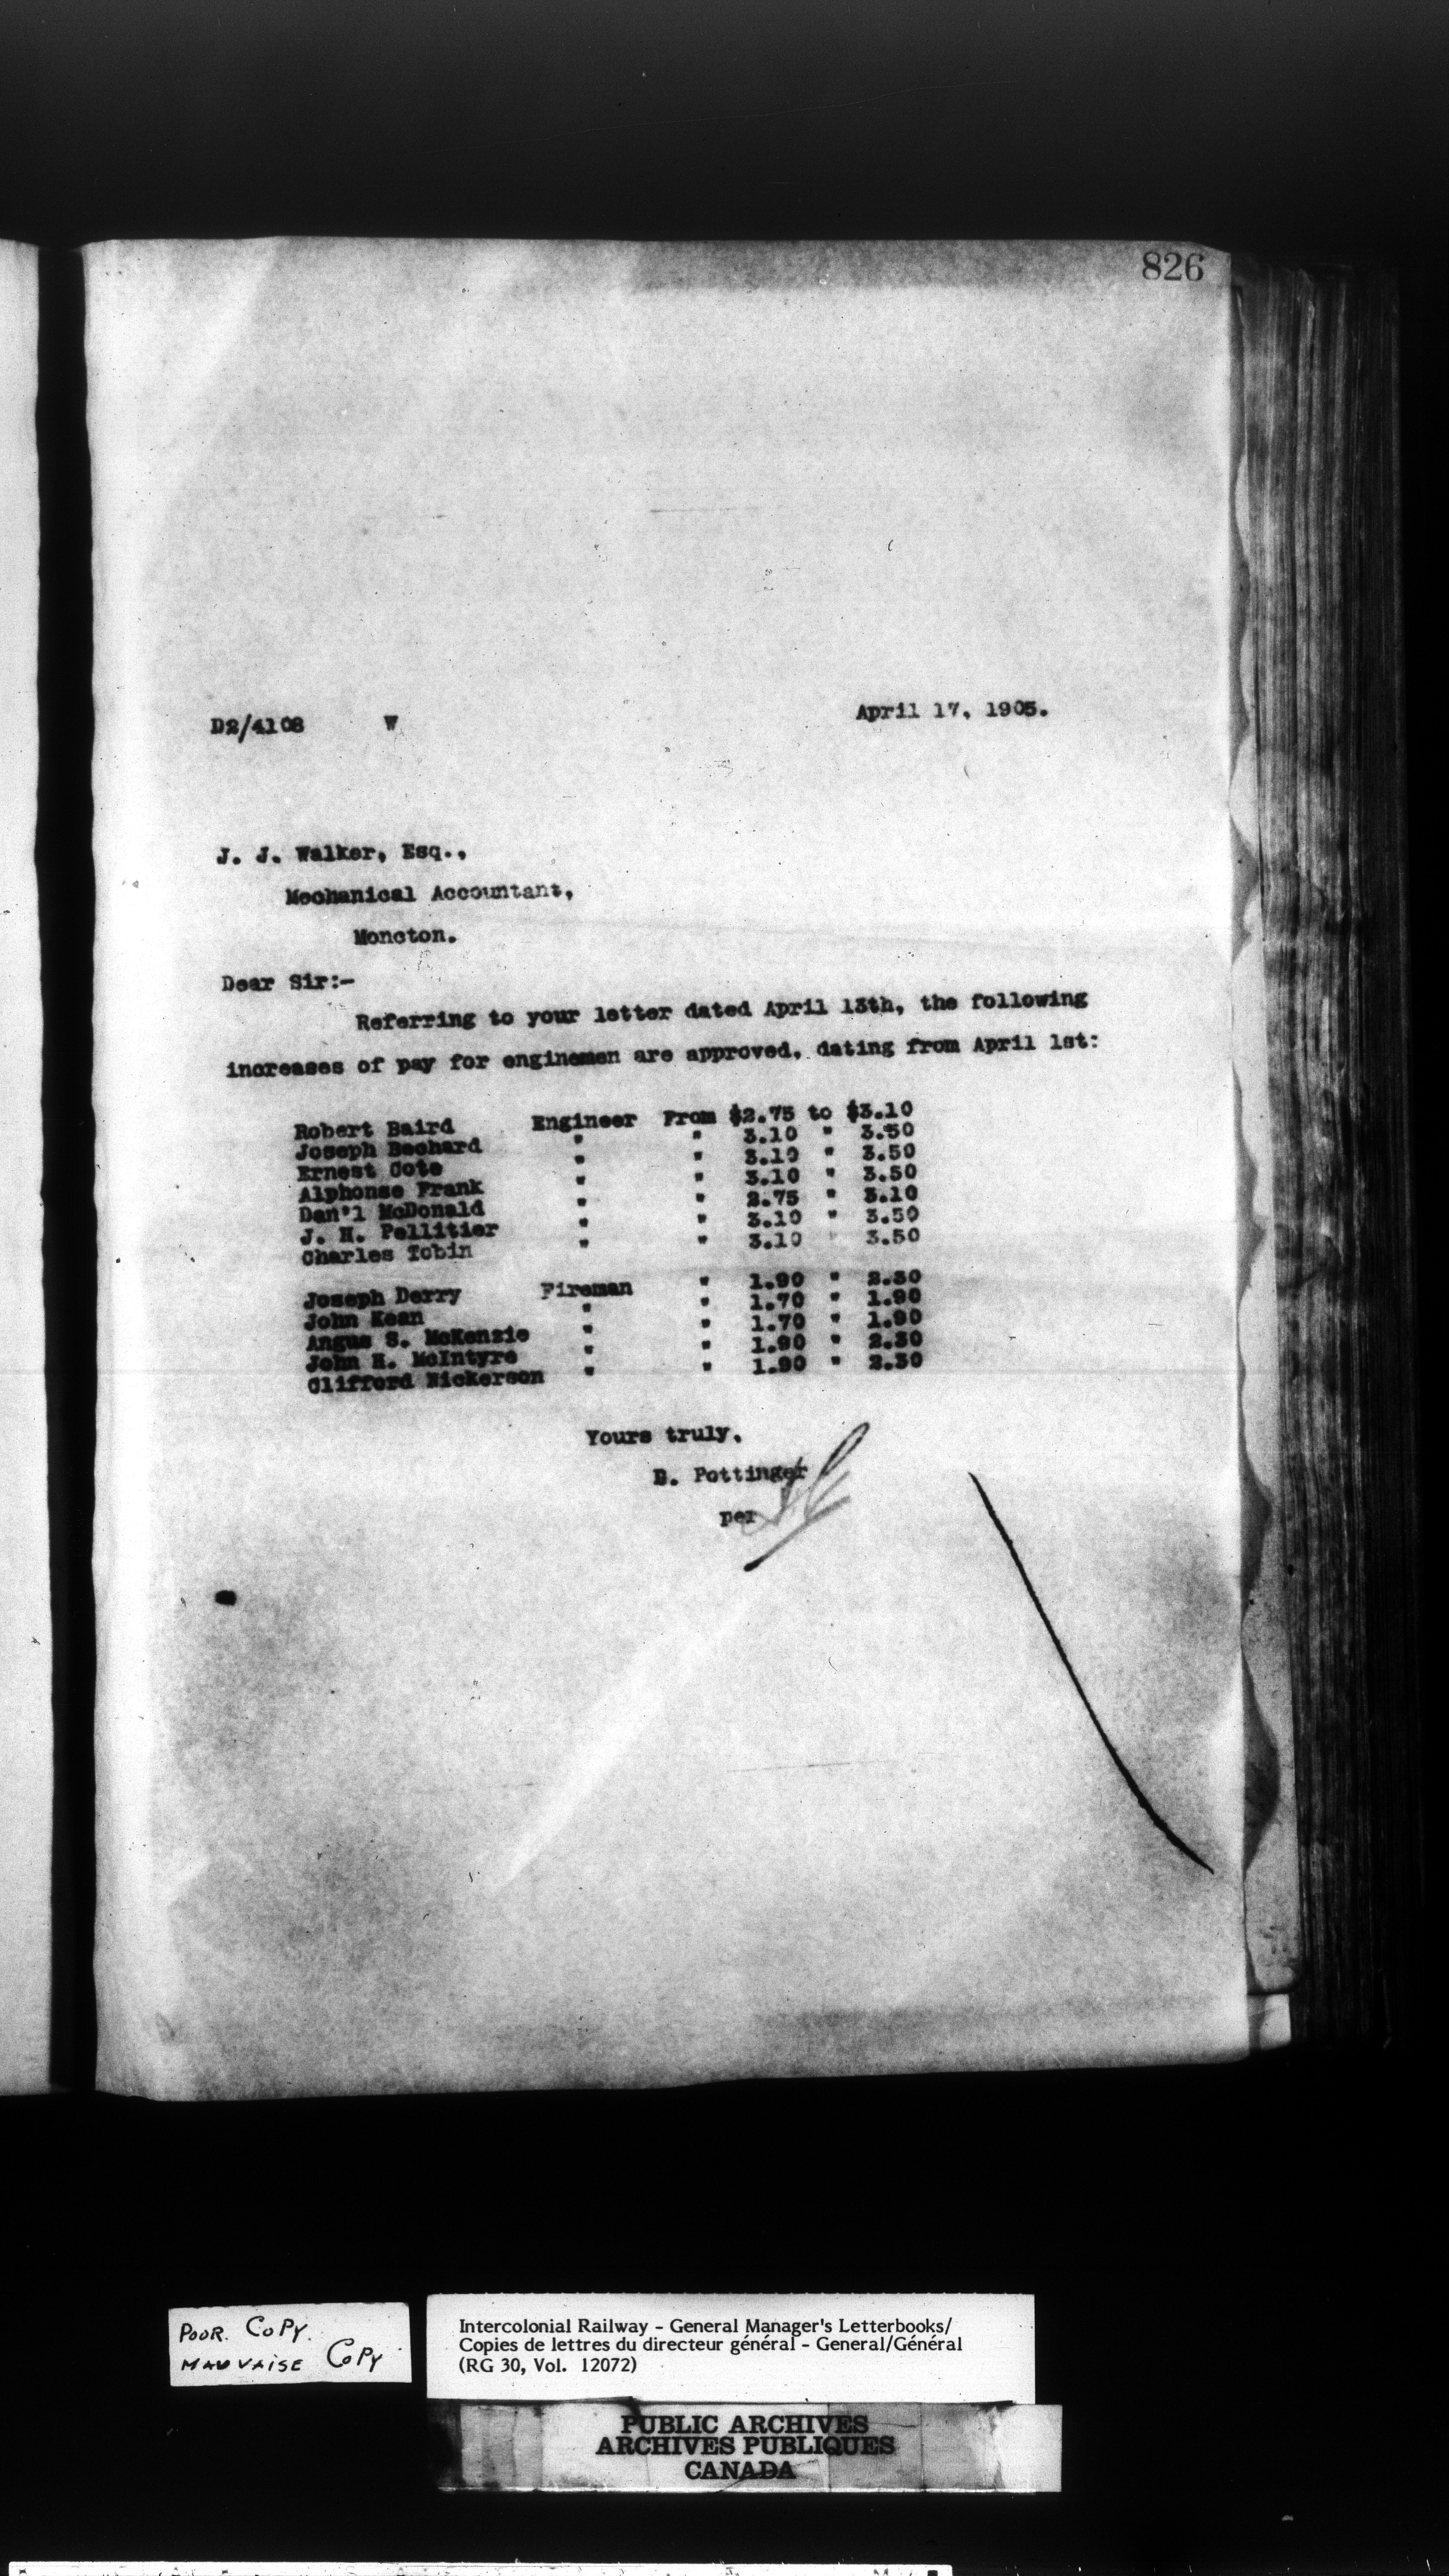 826
D2/4108 W April 17, 1905.
J. J. Walker, Esq.,
Mechanical Accountant,
Moncton.
Dear Sir:-
Referring to your letter dated April 13th, the following
increases of pay for enginemen are approved, dating from April 1st:
Robert Baird Engineer From $2.75 to $3.10
Joseph Bechard " " 3.10 " 3.50
Ernest Cote " " 3.10 " 3.50
Alphonse Frank " " 3.10 " 3.50
Dan'l McDonald " " 2.75 " 3.10
J. H. Pellitier " " 3.10 " 3.50
Charles Tobin " " 3.10 " 3.50
Joseph Derry Fireman " 1.90 " 2.30
John Kean " " 1.70 " 1.90
Angus S. McKenzie " " 1.70 " 1.90
John H. McIntyre " " 1.90 " 2.30
Clifford Nickerson " " 1.90 " 2.30
Yours truly,
D. Pottinger
per
POOR. COPY.
MAUVAISE COPY
Intercolonial Railway - General Manager's Letterbooks/
Copies de lettres du directeur général - General/Général
(RG 30, Vol. 12072)
PUBLIC ARCHIVES
ARCHIVES PUBLIQUES
CANADA